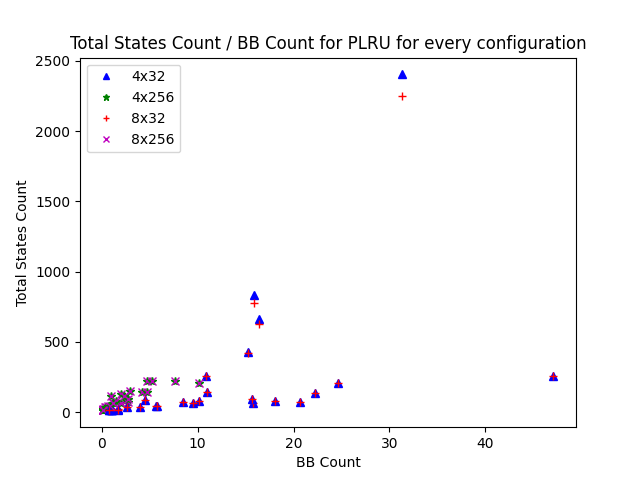 Total States Count / BB Count for PLRU for every configuration
4x32
4x256
8x32
8x256
2500
2000
1500
1000
500
0
Total States Count
0 10 20 30 40
BB Count